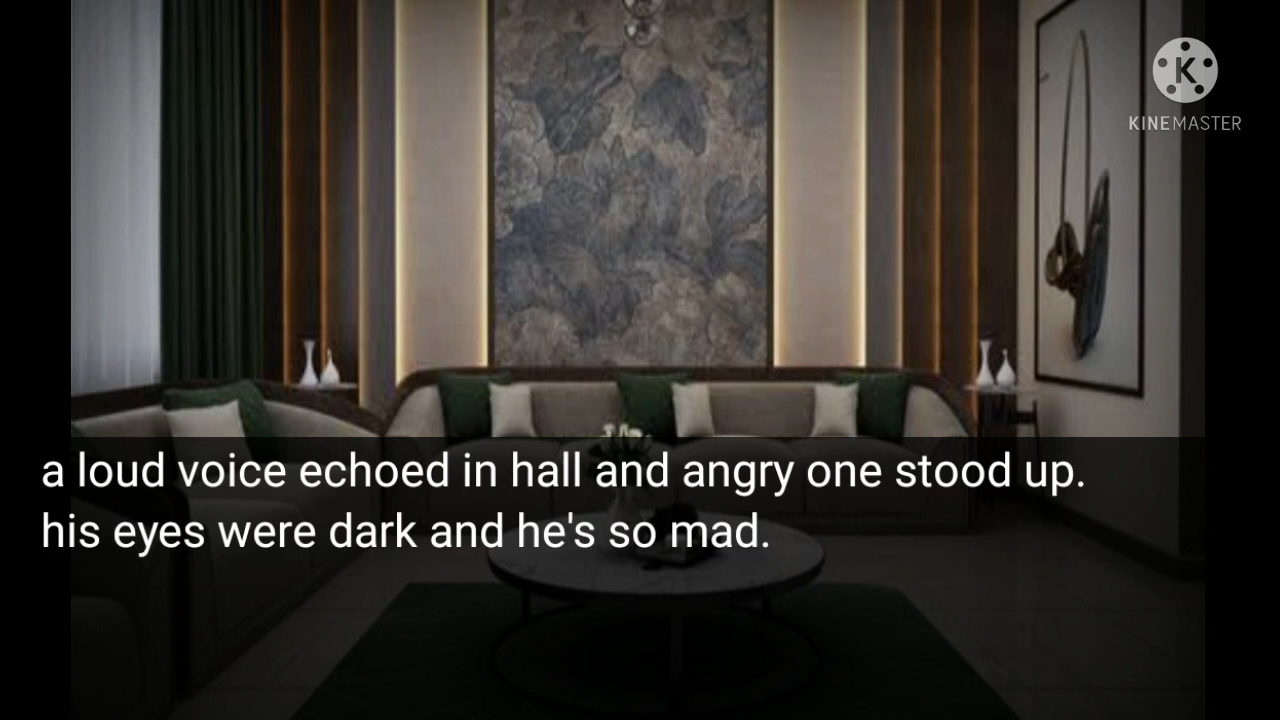 KINEMASTER
a loud voice echoed in hall and angry one stood up.
his eyes were dark and he's so mad.